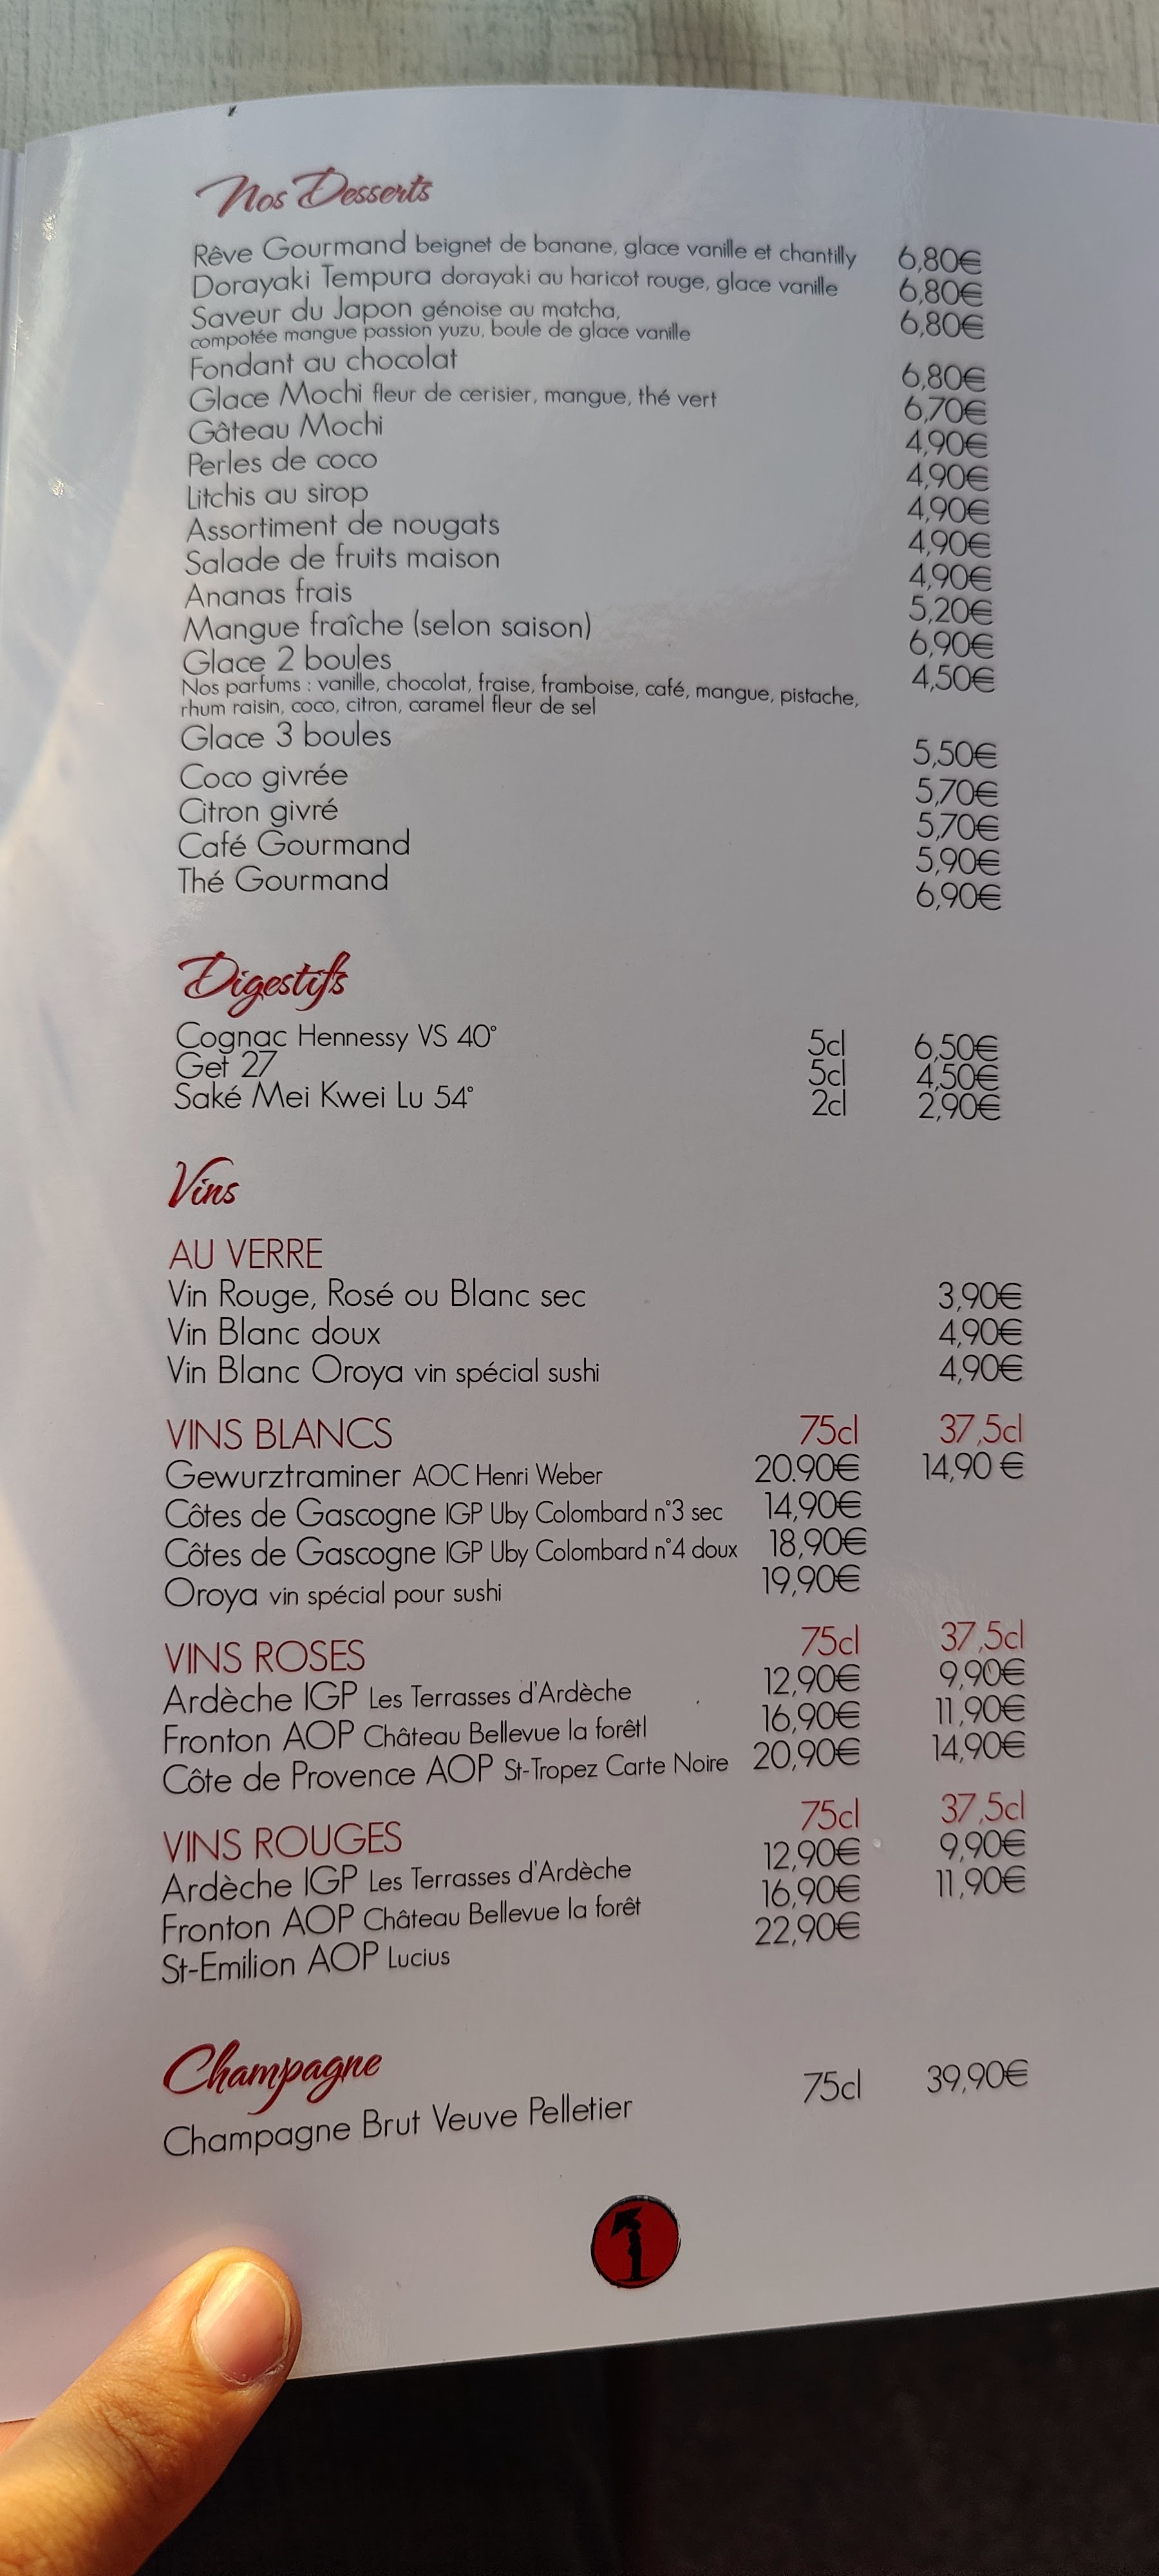 Nos Desserts
Rêve Gourmand beignet de banane, glace vanille et chantilly 6,80€
Dorayaki Tempura dorayaki au haricot rouge, glace vanille 6,80€
Saveur du Japon génoise au matcha, 6,80€
compotée mangue passion yuzu, boule de glace vanille
Fondant au chocolat 6,80€
Glace Mochi fleur de cerisier, mangue, thé vert 6,70€
Gâteau Mochi 4,90€
Perles de coco 4,90€
Litchis au sirop 4,90€
Assortiment de nougats 4,90€
Salade de fruits maison 4,90€
Ananas frais 5,20€
Mangue fraîche (selon saison) 6,90€
Glace 2 boules 4,50€
Nos parfums : vanille, chocolat, fraise, framboise, café, mangue, pistache,
rhum raisin, coco, citron, caramel fleur de sel
Glace 3 boules 5,50€
Coco givrée 5,70€
Citron givré 5,70€
Café Gourmand 5,90€
Thé Gourmand 6,90€
Digestifs
Cognac Hennessy VS 40° 5cl 6,50€
Get 27 5cl 4,50€
Saké Mei Kwei Lu 54° 2cl 2,90€
Vins
AU VERRE
Vin Rouge, Rosé ou Blanc sec 3,90€
Vin Blanc doux 4,90€
Vin Blanc Oroya vin spécial sushi 4,90€
VINS BLANCS 75cl 37,5cl
Gewurztraminer AOC Henri Weber 20.90€ 14,90 €
Côtes de Gascogne IGP Uby Colombard n°3 sec 14,90€
Côtes de Gascogne IGP Uby Colombard n°4 doux 18,90€
Oroya vin spécial pour sushi 19,90€
VINS ROSES 75cl 37,5cl
Ardèche IGP Les Terrasses d'Ardèche 12,90€ 9,90€
Fronton AOP Château Bellevue la forêtl 16,90€ 11,90€
Côte de Provence AOP St-Tropez Carte Noire 20,90€ 14,90€
VINS ROUGES 75cl 37,5cl
Ardèche IGP Les Terrasses d'Ardèche 12,90€ 9,90€
Fronton AOP Château Bellevue la forêt 16,90€ 11,90€
St-Emilion AOP Lucius 22,90€
Champagne
Champagne Brut Veuve Pelletier 75cl 39,90€